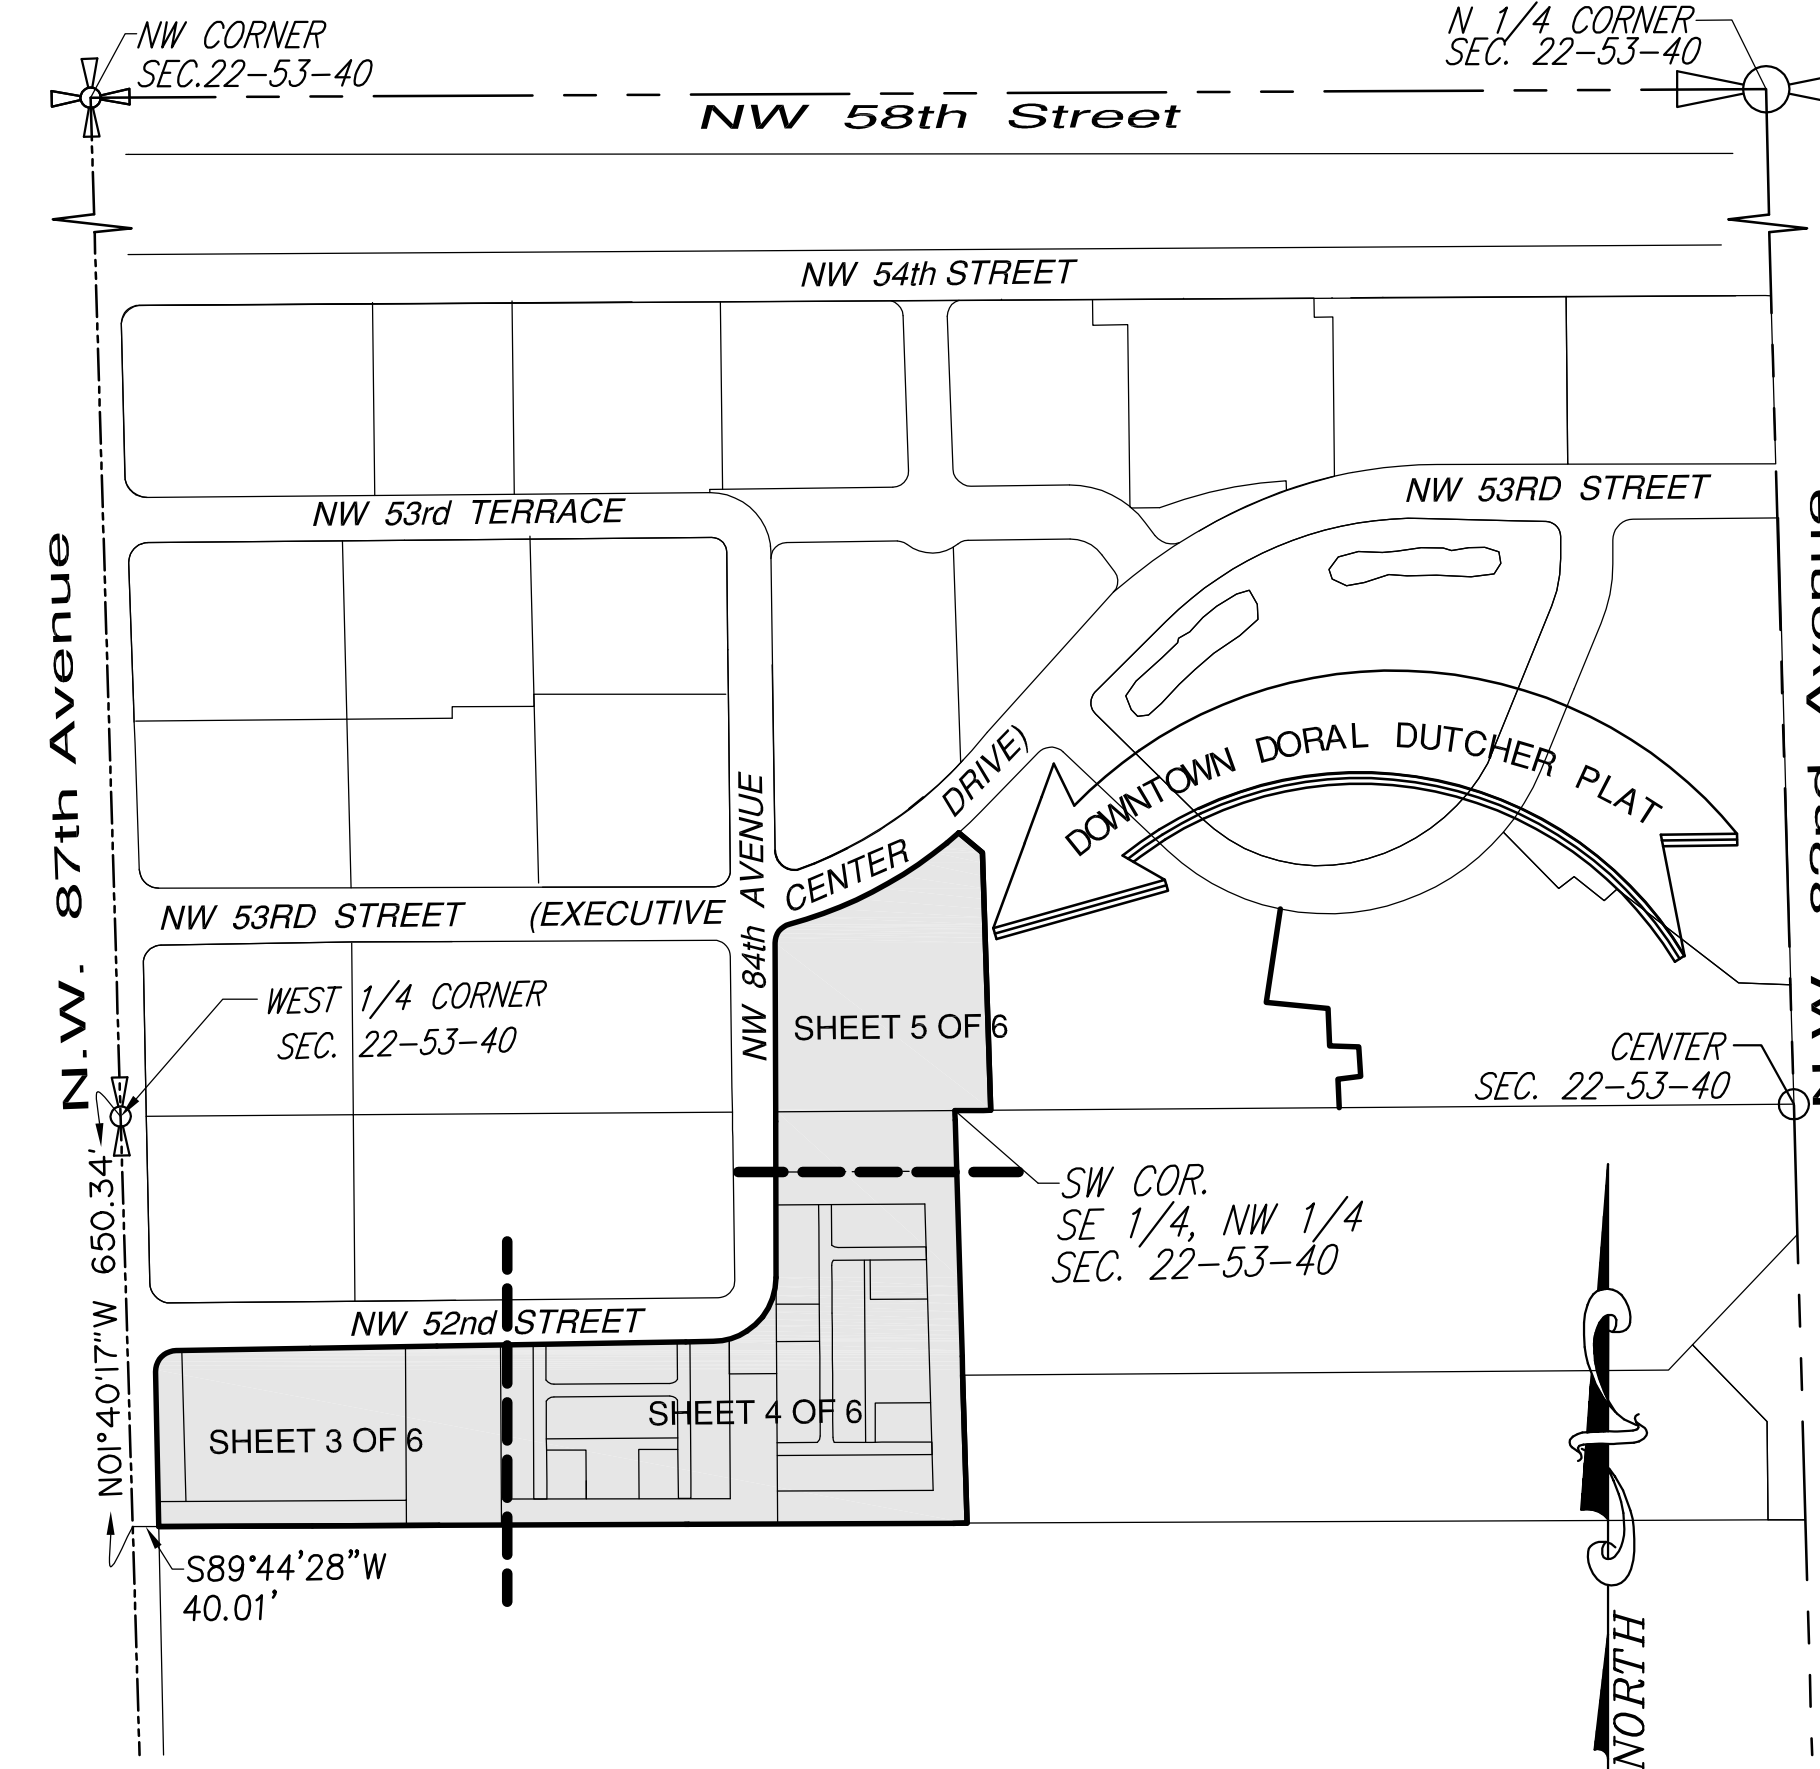 NW CORNER
SEC.22-53-40
N 1/4 CORNER
SEC. 22-53-40
NW 58th Street
NW 54th STREET
NW 53RD STREET
NW 53rd TERRACE
N.W. 87th Avenue
DOWNTOWN DORAL DUTCHER PLAT
NW 84th AVENUE
NW 53RD STREET (EXECUTIVE CENTER DRIVE)
WEST 1/4 CORNER
SEC. 22-53-40
SHEET 5 OF 6
CENTER
SEC. 22-53-40
SW COR.
SE 1/4, NW 1/4
SEC. 22-53-40
N01°40'17"W 650.34'
NW 52nd STREET
SHEET 4 OF 6
SHEET 3 OF 6
S89°44'28"W
40.01'
NORTH